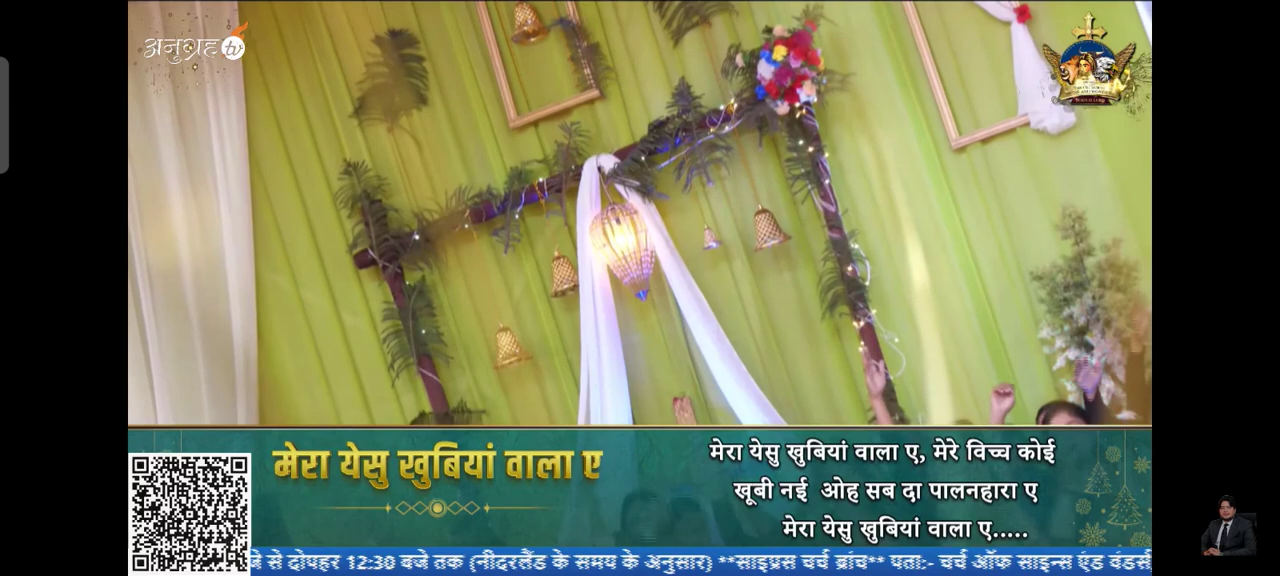 अनुग्रह tv
मेरा येसु खुबियां वाला ए
मेरा येसु खुबियां वाला ए, मेरे विच्च कोई
खूबी नई ओह सब दा पालनहारा ए
मेरा येसु खुबियां वाला ए.....
से दोपहर 12:30 बजे तक (नीदरलैंड के समय के अनुसार) **साइप्रस चर्च ब्रांच** पता:- चर्च ऑफ साइन्स एंड वंडर्स